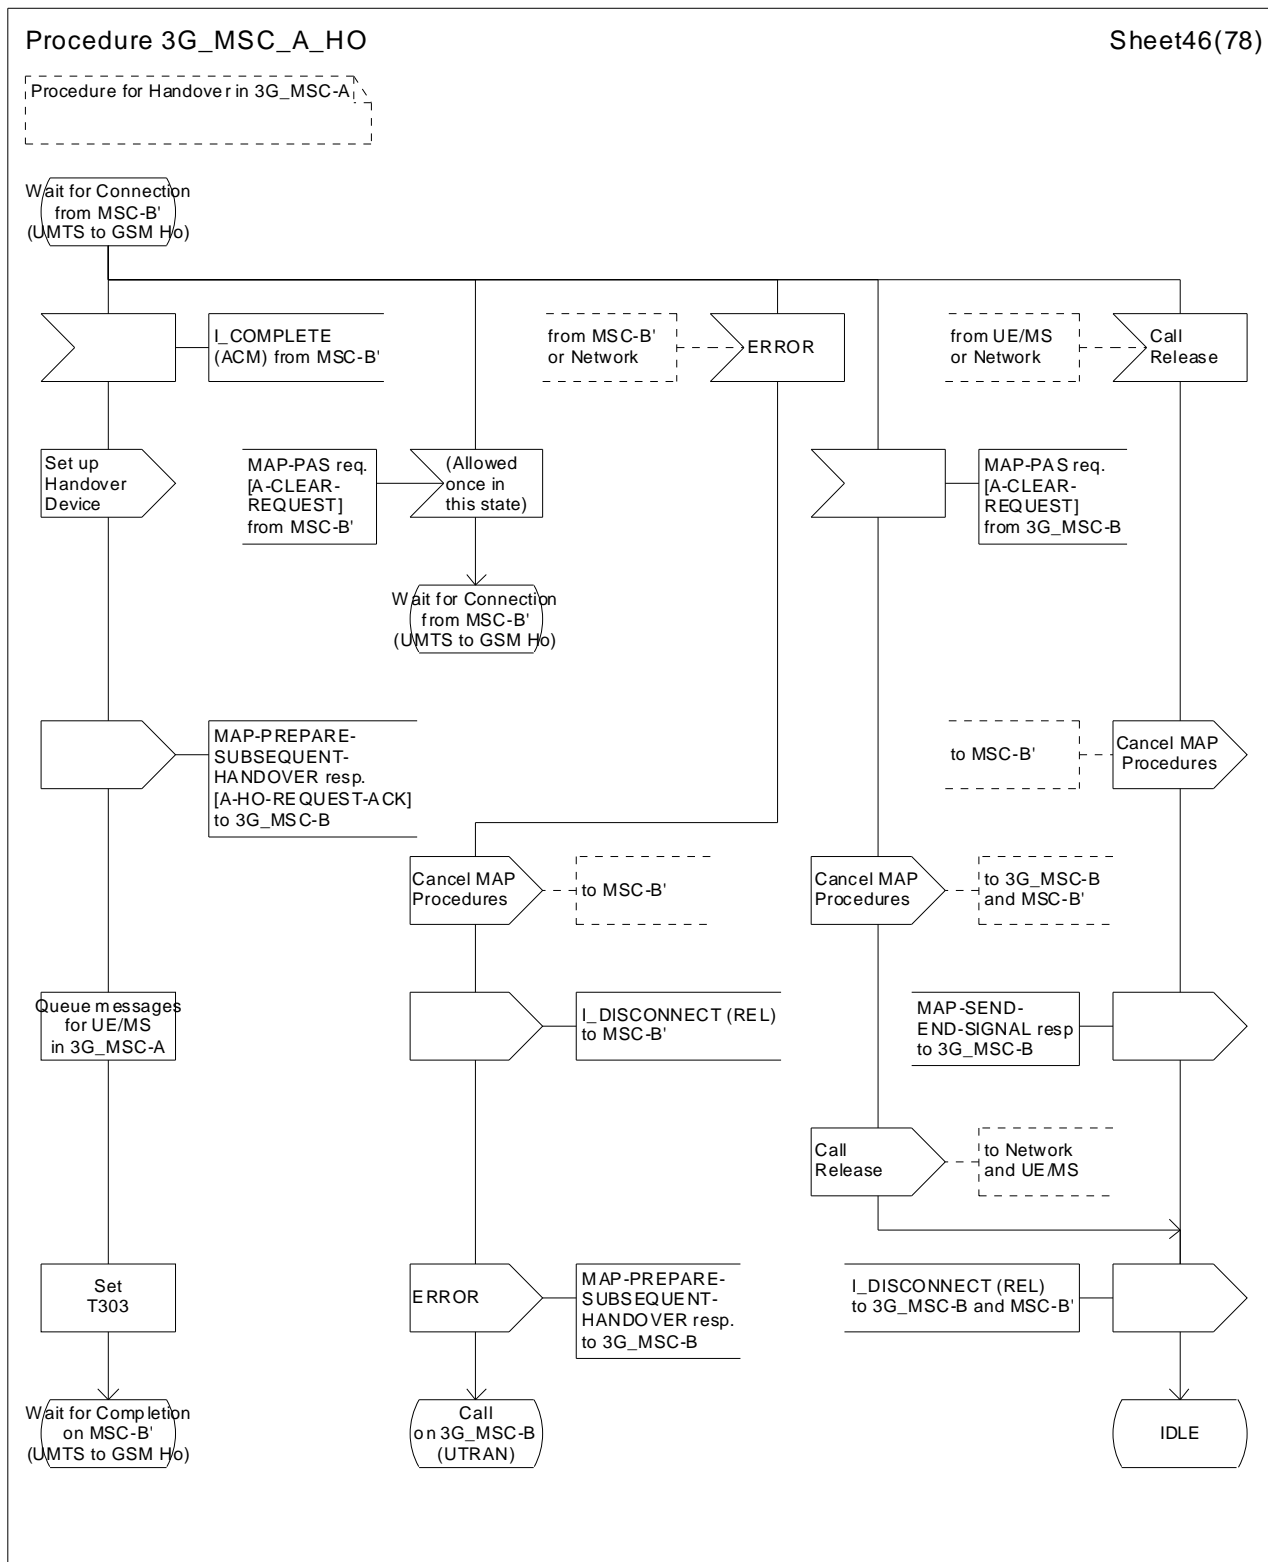 Procedure 3G_MSC_A_HO
Sheet46(78)
Procedure for Handover in 3G_MSC-A
Wait for Connection
from MSC-B'
(UMTS to GSM Ho)
I_COMPLETE
(ACM) from MSC-B'
from MSC-B'
or Network
ERROR
from UE/MS
or Network
Call
Release
Set up
Handover
Device
MAP-PAS req.
[A-CLEAR-
REQUEST]
from MSC-B'
(Allowed
once in
this state)
MAP-PAS req.
[A-CLEAR-
REQUEST]
from 3G_MSC-B
Wait for Connection
from MSC-B'
(UMTS to GSM Ho)
MAP-PREPARE-
SUBSEQUENT-
HANDOVER resp.
[A-HO-REQUEST-ACK]
to 3G_MSC-B
to MSC-B'
Cancel MAP
Procedures
Cancel MAP
Procedures
to MSC-B'
Cancel MAP
Procedures
to 3G_MSC-B
and MSC-B'
Queue messages
for UE/MS
in 3G_MSC-A
I_DISCONNECT (REL)
to MSC-B'
MAP-SEND-
END-SIGNAL resp
to 3G_MSC-B
Call
Release
to Network
and UE/MS
Set
T303
ERROR
MAP-PREPARE-
SUBSEQUENT-
HANDOVER resp.
to 3G_MSC-B
I_DISCONNECT (REL)
to 3G_MSC-B and MSC-B'
Wait for Completion
on MSC-B'
(UMTS to GSM Ho)
Call
on 3G_MSC-B
(UTRAN)
IDLE